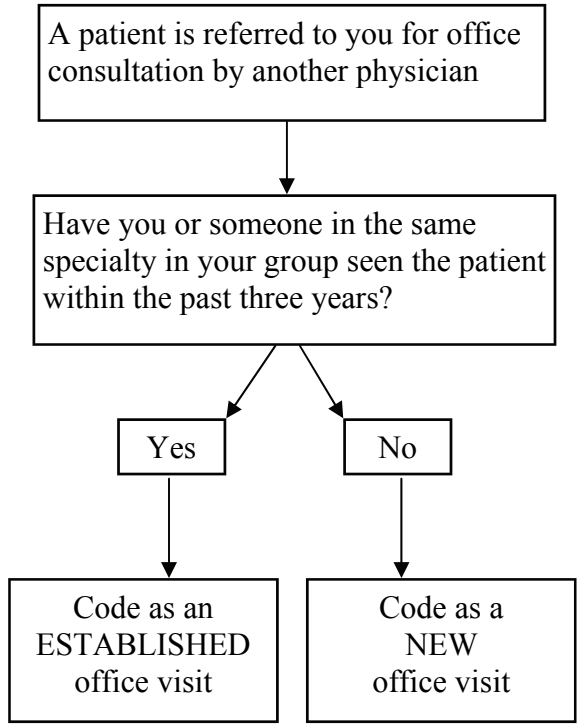 A patient is referred to you for office
consultation by another physician
Have you or someone in the same
specialty in your group seen the patient
within the past three years?
Yes
No
Code as an
ESTABLISHED
office visit
Code as a
NEW
office visit